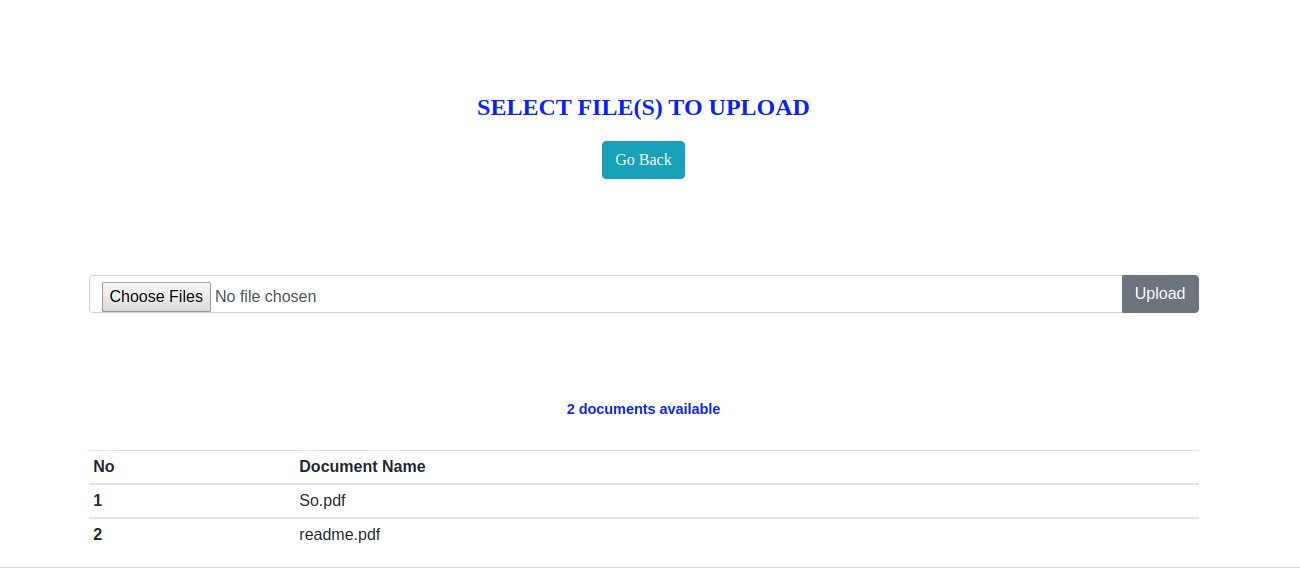 SELECT FILE(S) TO UPLOAD
Go Back
Choose Files No file chosen Upload
2 documents available
No Document Name
1 So.pdf
2 readme.pdf